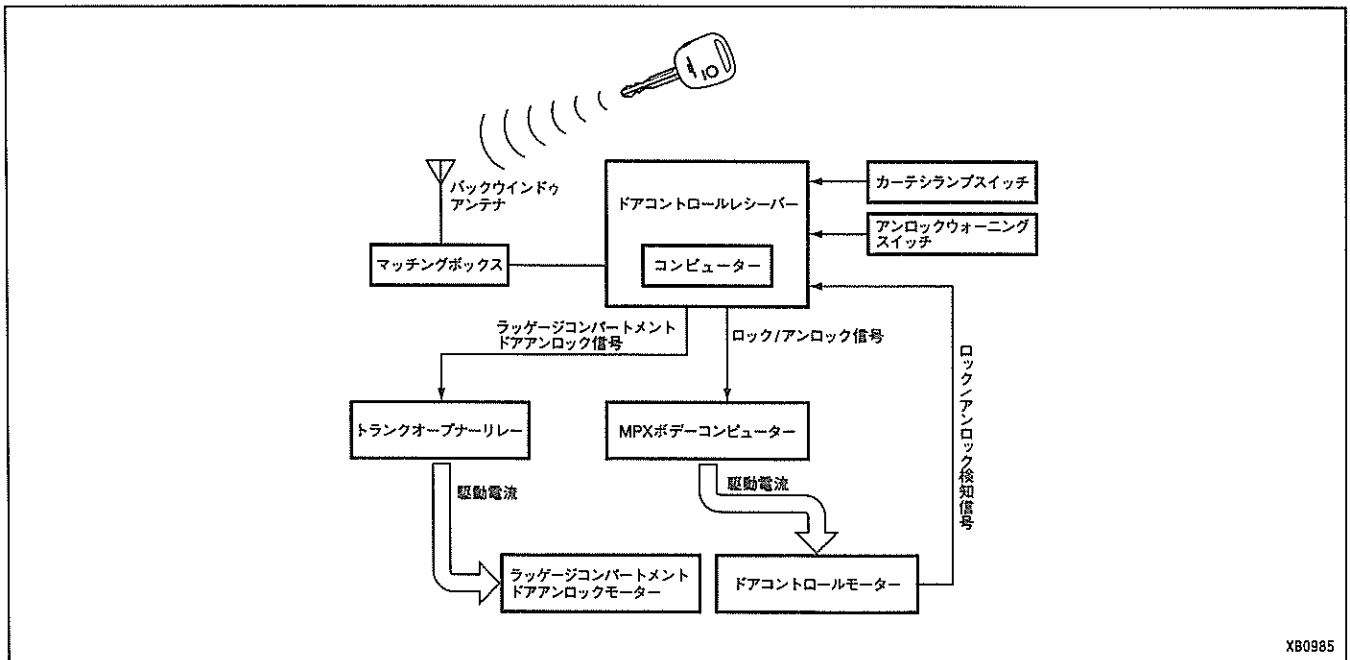 バックウインドゥ
アンテナ
マッチングボックス
ドアコントロールレシーバー
コンピューター
カーテシランプスイッチ
アンロックウォーニング
スイッチ
ラッゲージコンパートメント
ドアアンロック信号
ロック/アンロック信号
ロック/アンロック検知信号
トランクオープナーリレー
MPXボデーコンピューター
駆動電流
駆動電流
ラッゲージコンパートメント
ドアアンロックモーター
ドアコントロールモーター
XB0985